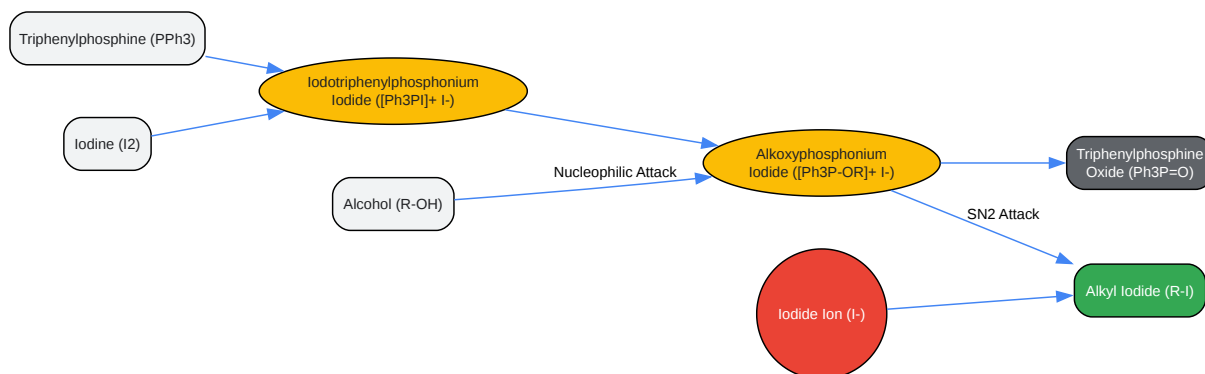 Triphenylphosphine (PPh3)
Iodotriphenylphosphonium
Iodide ([Ph3PI]+ I-)
Iodine (I2)
Alkoxyphosphonium
Iodide ([Ph3P-OR]+ I-)
Triphenylphosphine
Oxide (Ph3P=O)
Nucleophilic Attack
Alcohol (R-OH)
SN2 Attack
Alkyl Iodide (R-I)
Iodide Ion (I-)